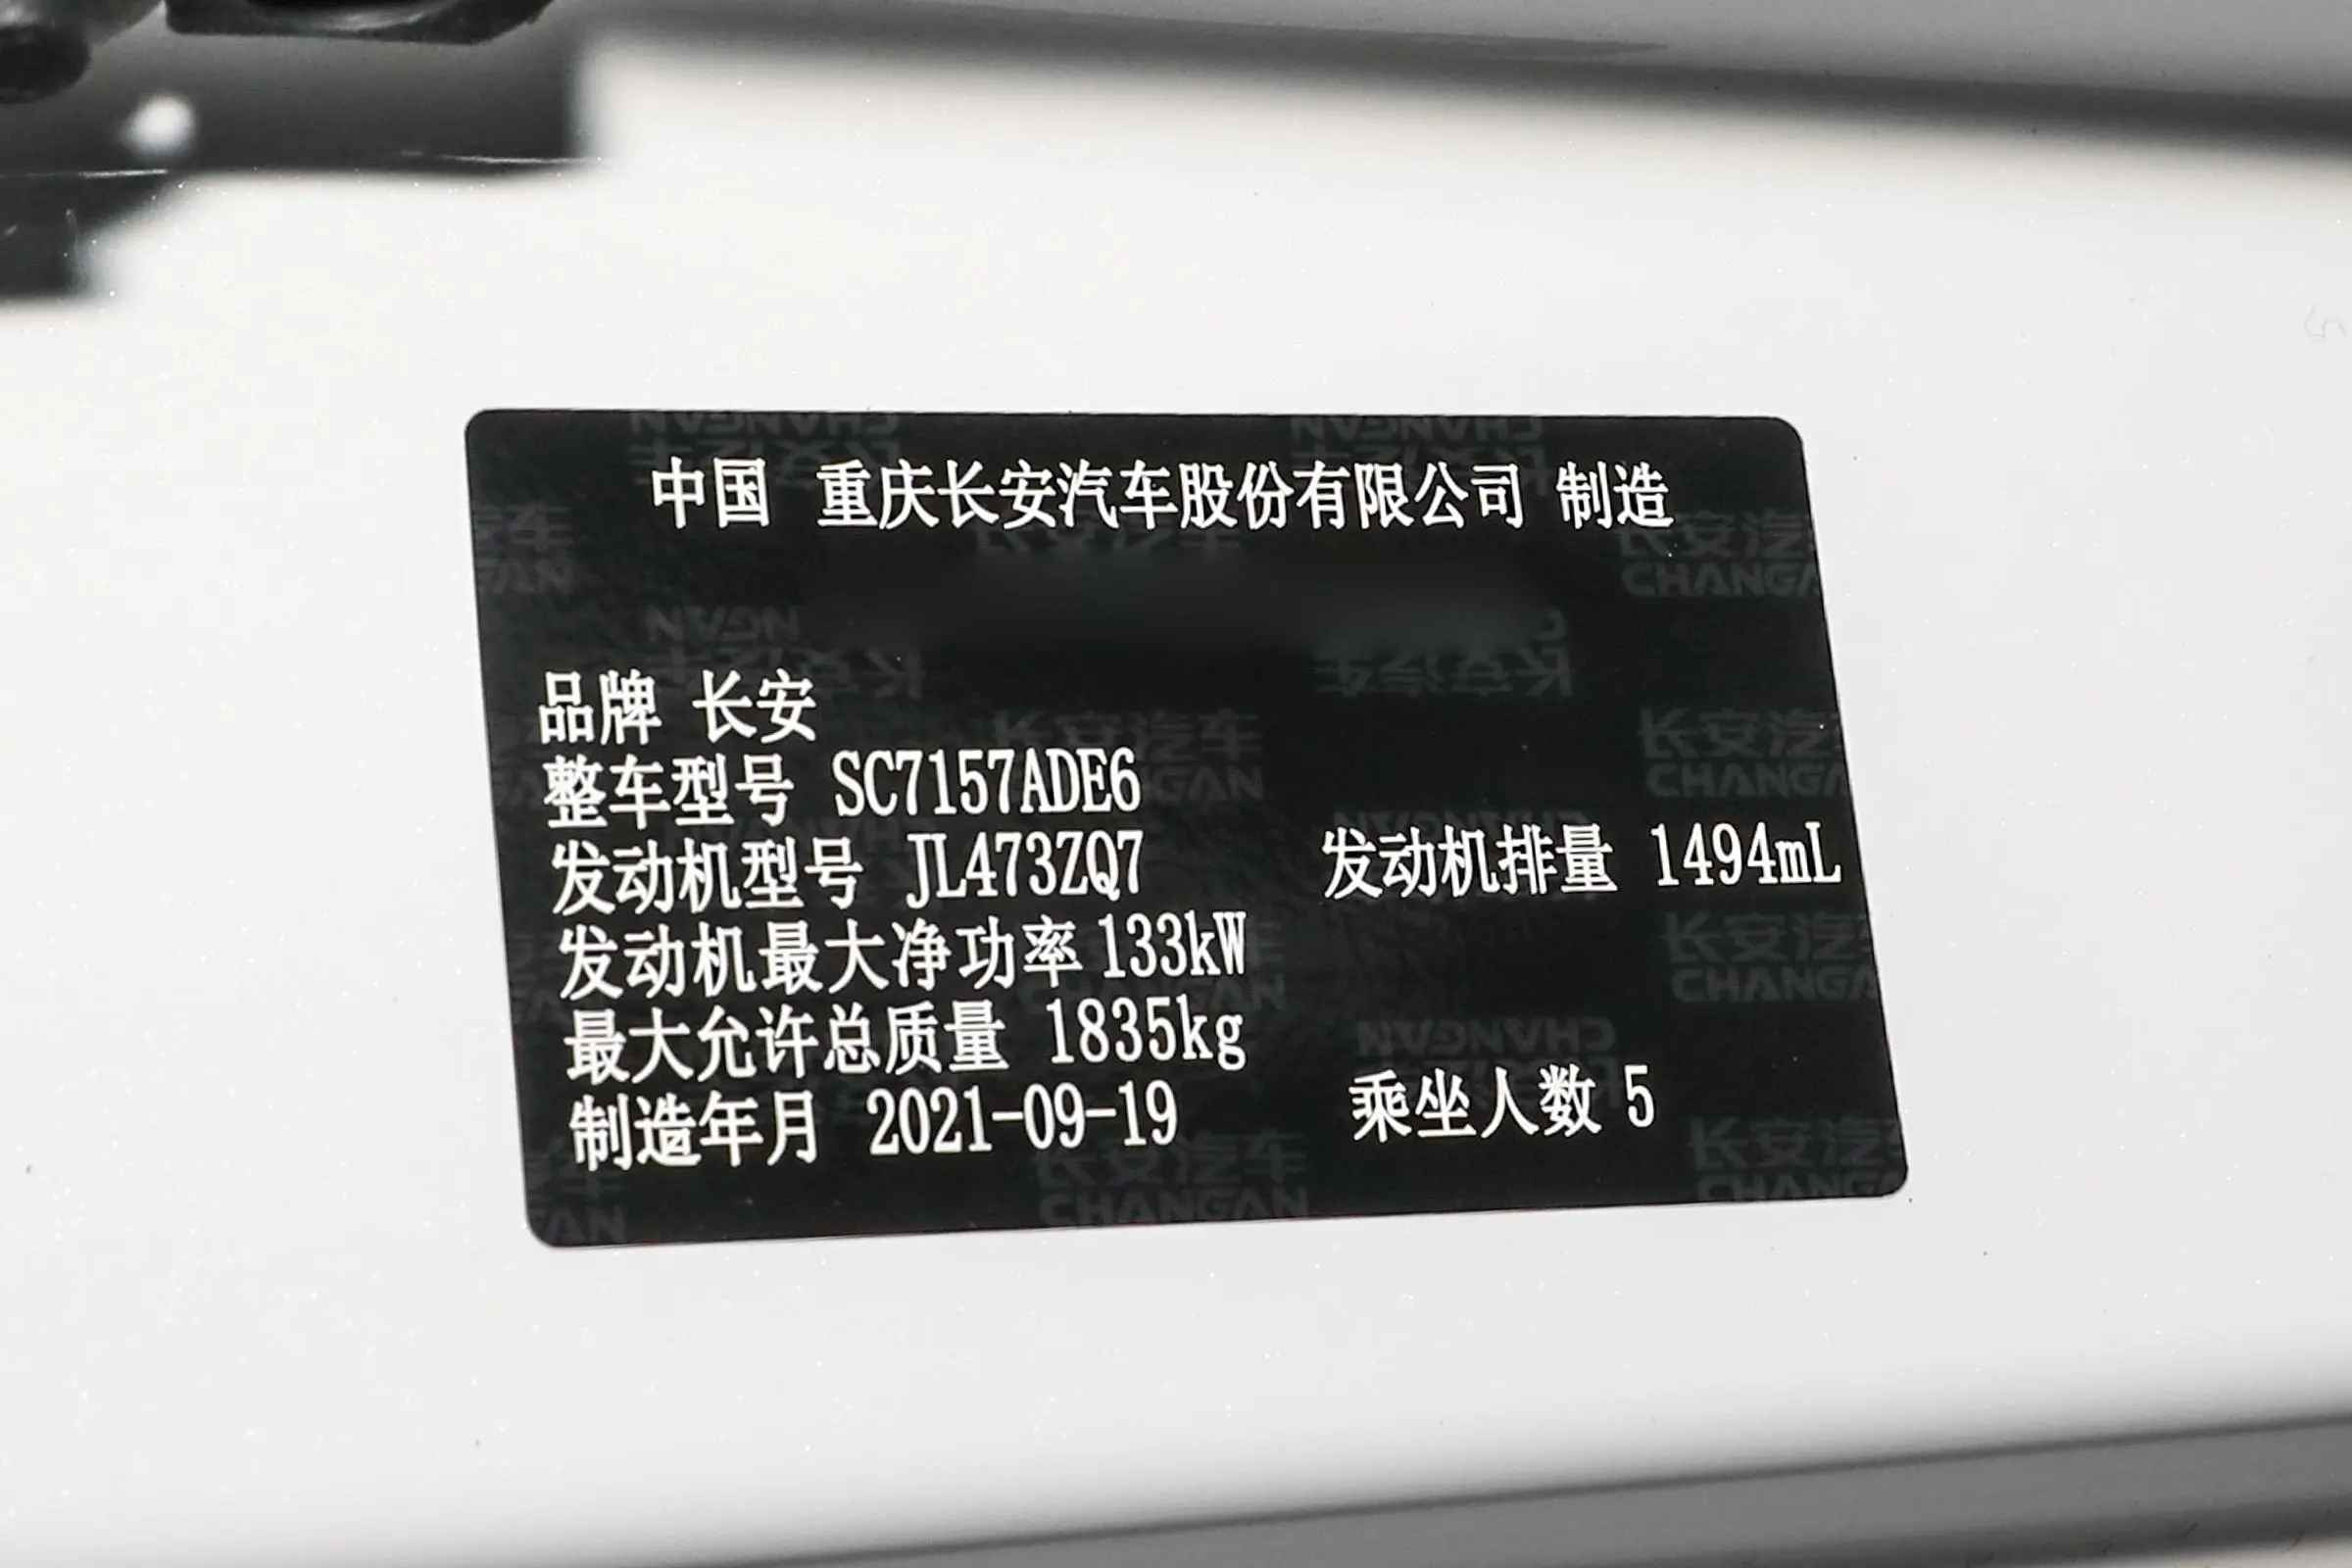 中国 重庆长安汽车股份有限公司 制造
品牌 长安
整车型号 SC7157ADE6
发动机型号 JL473ZQ7 发动机排量 1494mL
发动机最大净功率 133kW
最大允许总质量 1835kg
制造年月 2021-09-19 乘坐人数 5